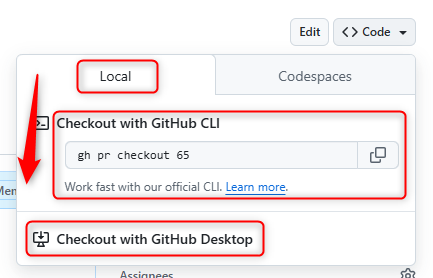 Edit
Code
Local
Codespaces
Checkout with GitHub CLI
gh pr checkout 65
Work fast with our official CLI. Learn more.
Men
Checkout with GitHub Desktop
Assignees